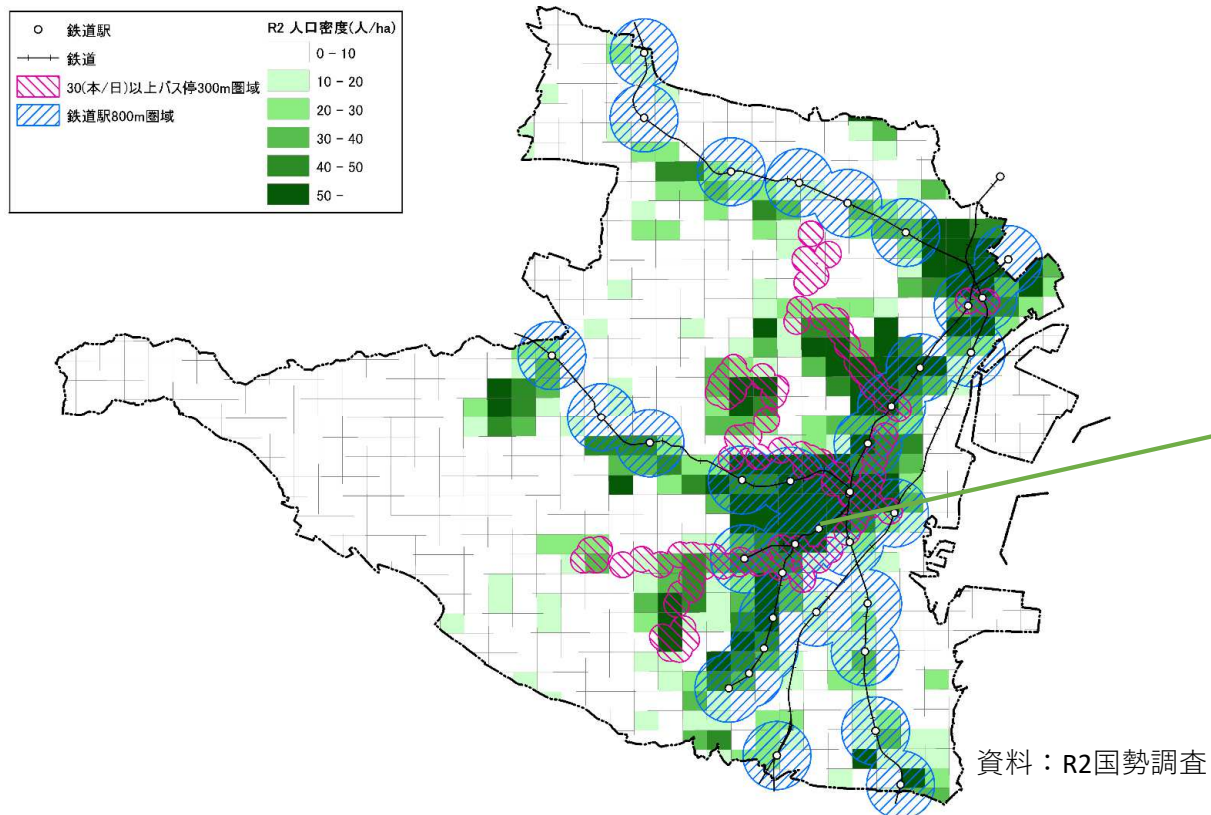 鉄道駅
鉄道
30(本/日)以上バス停300m圏域
鉄道駅800m圏域
R2 人口密度(人/ha)
0 - 10
10 - 20
20 - 30
30 - 40
40 - 50
50 -
資料：R2国勢調査